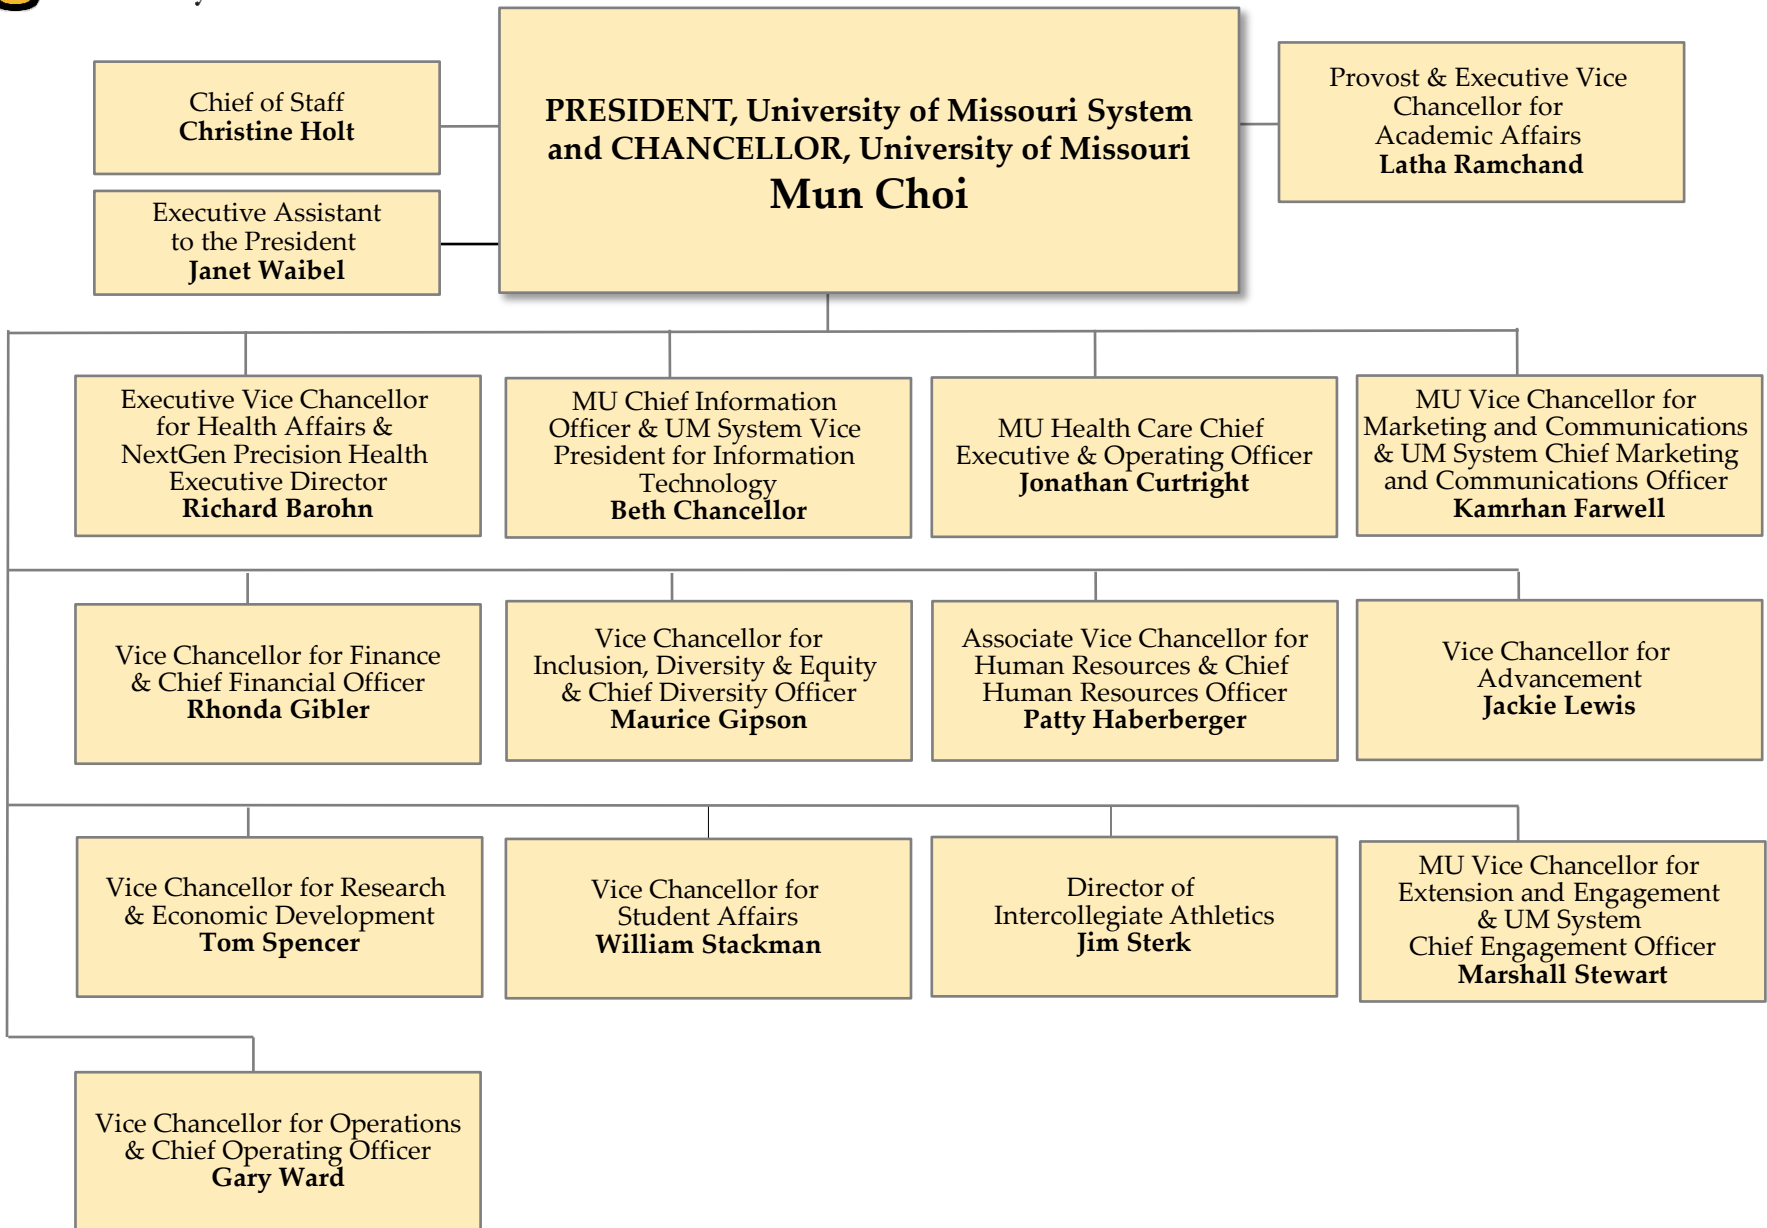 Chief of Staff
Christine Holt
Executive Assistant
to the President
Janet Waibel
PRESIDENT, University of Missouri System
and CHANCELLOR, University of Missouri
Mun Choi
Provost & Executive Vice
Chancellor for
Academic Affairs
Latha Ramchand
Executive Vice Chancellor
for Health Affairs &
NextGen Precision Health
Executive Director
Richard Barohn
MU Chief Information
Officer & UM System Vice
President for Information
Technology
Beth Chancellor
MU Health Care Chief
Executive & Operating Officer
Jonathan Curtright
MU Vice Chancellor for
Marketing and Communications
& UM System Chief Marketing
and Communications Officer
Kamrhan Farwell
Vice Chancellor for Finance
& Chief Financial Officer
Rhonda Gibler
Vice Chancellor for
Inclusion, Diversity & Equity
& Chief Diversity Officer
Maurice Gipson
Associate Vice Chancellor for
Human Resources & Chief
Human Resources Officer
Patty Haberberger
Vice Chancellor for
Advancement
Jackie Lewis
Vice Chancellor for Research
& Economic Development
Tom Spencer
Vice Chancellor for
Student Affairs
William Stackman
Director of
Intercollegiate Athletics
Jim Sterk
MU Vice Chancellor for
Extension and Engagement
& UM System
Chief Engagement Officer
Marshall Stewart
Vice Chancellor for Operations
& Chief Operating Officer
Gary Ward